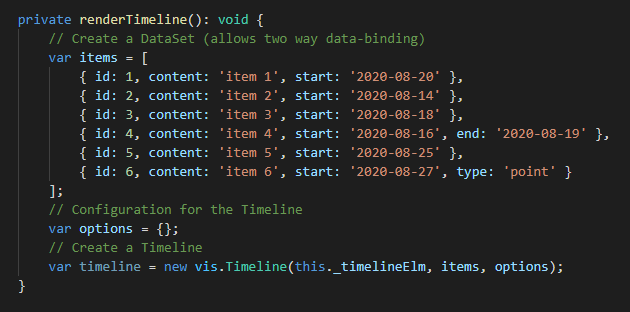 private renderTimeline(): void {
// Create a DataSet (allows two way data-binding)
var items = [
{ id: 1, content: 'item 1', start: '2020-08-20' },
{ id: 2, content: 'item 2', start: '2020-08-14' },
{ id: 3, content: 'item 3', start: '2020-08-18' },
{ id: 4, content: 'item 4', start: '2020-08-16', end: '2020-08-19' },
{ id: 5, content: 'item 5', start: '2020-08-25' },
{ id: 6, content: 'item 6', start: '2020-08-27', type: 'point' }
];
// Configuration for the Timeline
var options = {};
// Create a Timeline
var timeline = new vis.Timeline(this._timelineElm, items, options);
}